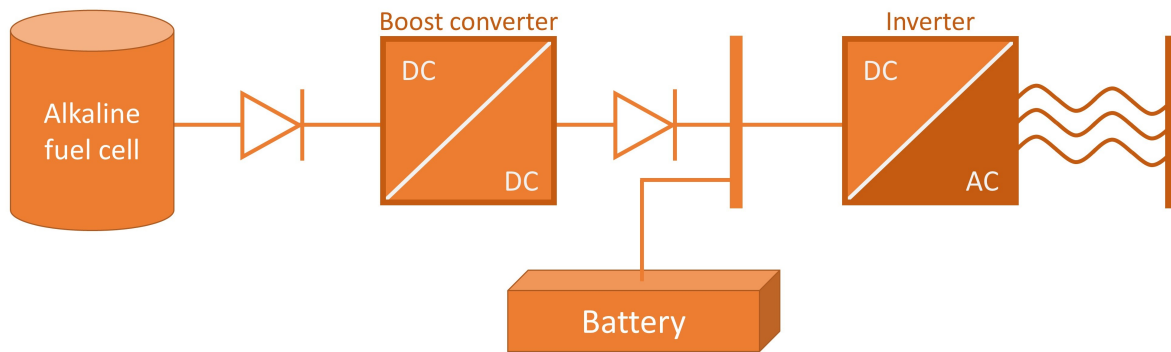 Boost converter
Inverter
Alkaline
fuel cell
DC
DC
DC
AC
Battery